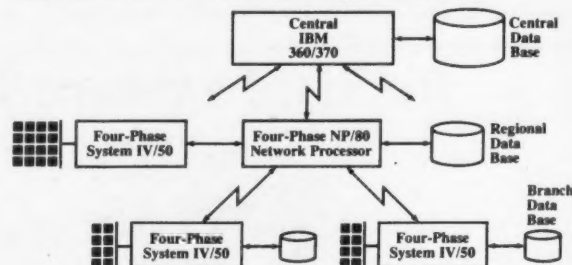 Central
IBM
360/370
Central
Data
Base
Four-Phase
System IV/50
Four-Phase NP/80
Network Processor
Regional
Data
Base
Branch
Data
Base
Four-Phase
System IV/50
Four-Phase
System IV/50